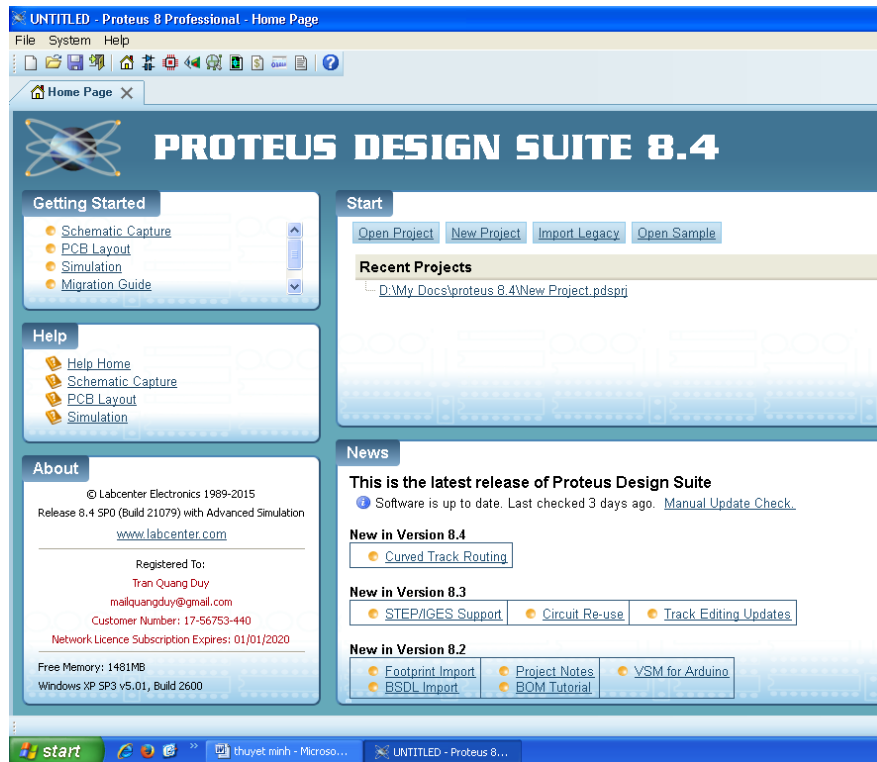 UNTITLED - Proteus 8 Professional - Home Page
File System Help
Home Page
PROTEUS DESIGN SUITE 8.4
Getting Started
Schematic Capture
PCB Layout
Simulation
Migration Guide
Help
Help Home
Schematic Capture
PCB Layout
Simulation
About
© Labcenter Electronics 1989-2015
Release 8.4 SP0 (Build 21079) with Advanced Simulation
www.labcenter.com
Registered To:
Tran Quang Duy
mailquangduy@gmail.com
Customer Number: 17-56753-440
Network Licence Subscription Expires: 01/01/2020
Free Memory: 1481MB
Windows XP SP3 v5.01, Build 2600
Start
Open Project New Project Import Legacy Open Sample
Recent Projects
D:\My Docs\proteus 8.4\New Project.pdsprj
News
This is the latest release of Proteus Design Suite
Software is up to date. Last checked 3 days ago. Manual Update Check.
New in Version 8.4
Curved Track Routing
New in Version 8.3
STEP/IGES Support Circuit Re-use Track Editing Updates
New in Version 8.2
Footprint Import Project Notes VSM for Arduino
BSDL Import BOM Tutorial
start thuyet minh - Microso... UNTITLED - Proteus 8...